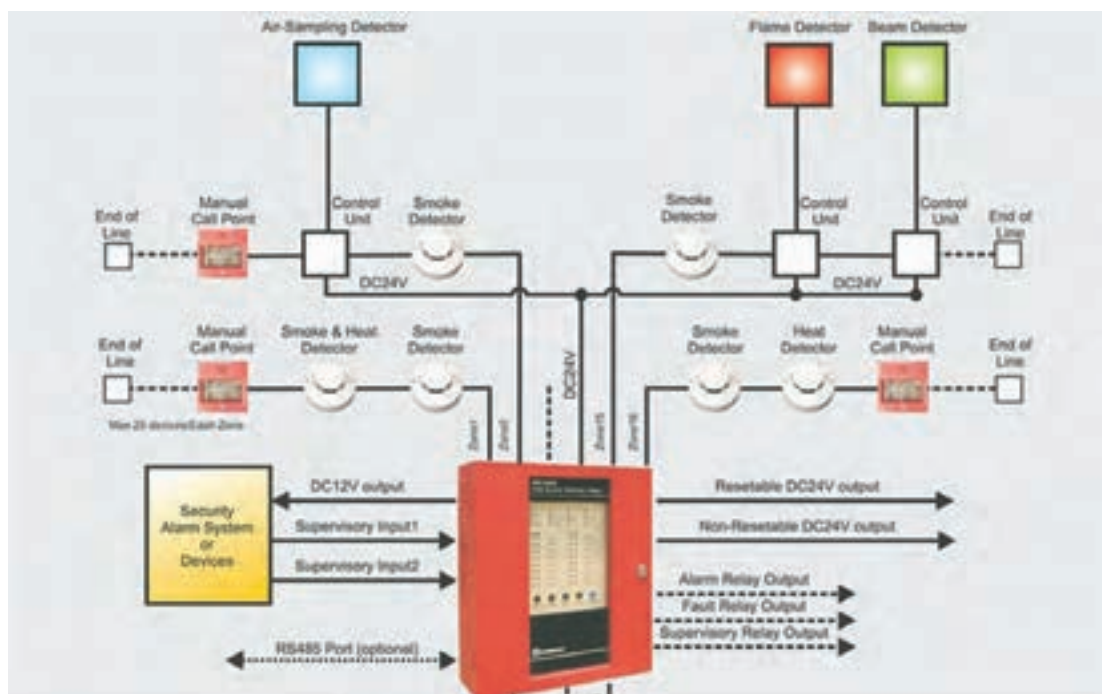 Air-Sampling Detector
Flame Detector
Beam Detector
End of
Line
Manual
Call Point
Control
Unit
Smoke
Detector
Smoke
Detector
Control
Unit
Control
Unit
End of
Line
DC24V
DC24V
End of
Line
Manual
Call Point
Smoke & Heat
Detector
Smoke
Detector
DC24V
Smoke
Detector
Heat
Detector
Manual
Call Point
End of
Line
Zone1
Zone2
Zone15
Zone16
Security
Alarm System
or
Devices
DC12V output
Supervisory Input1
Supervisory Input2
RS485 Port (optional)
Resetable DC24V output
Non-Resetable DC24V output
Alarm Relay Output
Fault Relay Output
Supervisory Relay Output